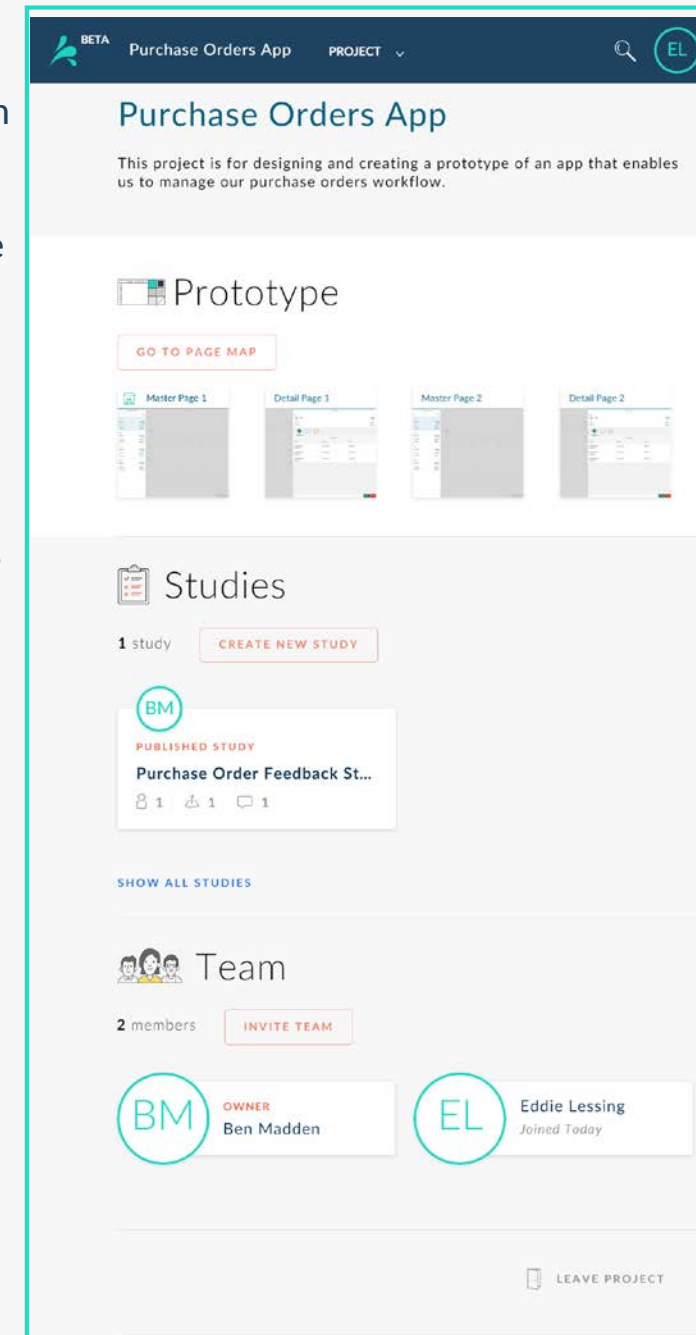 BETA
Purchase Orders App
PROJECT
EL
Purchase Orders App
This project is for designing and creating a prototype of an app that enables
us to manage our purchase orders workflow.
Prototype
GO TO PAGE MAP
Master Page 1
Detail Page 1
Master Page 2
Detail Page 2
Studies
1 study
CREATE NEW STUDY
BM
PUBLISHED STUDY
Purchase Order Feedback St...
1 1 1
SHOW ALL STUDIES
Team
2 members
INVITE TEAM
BM
OWNER
Ben Madden
EL
Eddie Lessing
Joined Today
LEAVE PROJECT